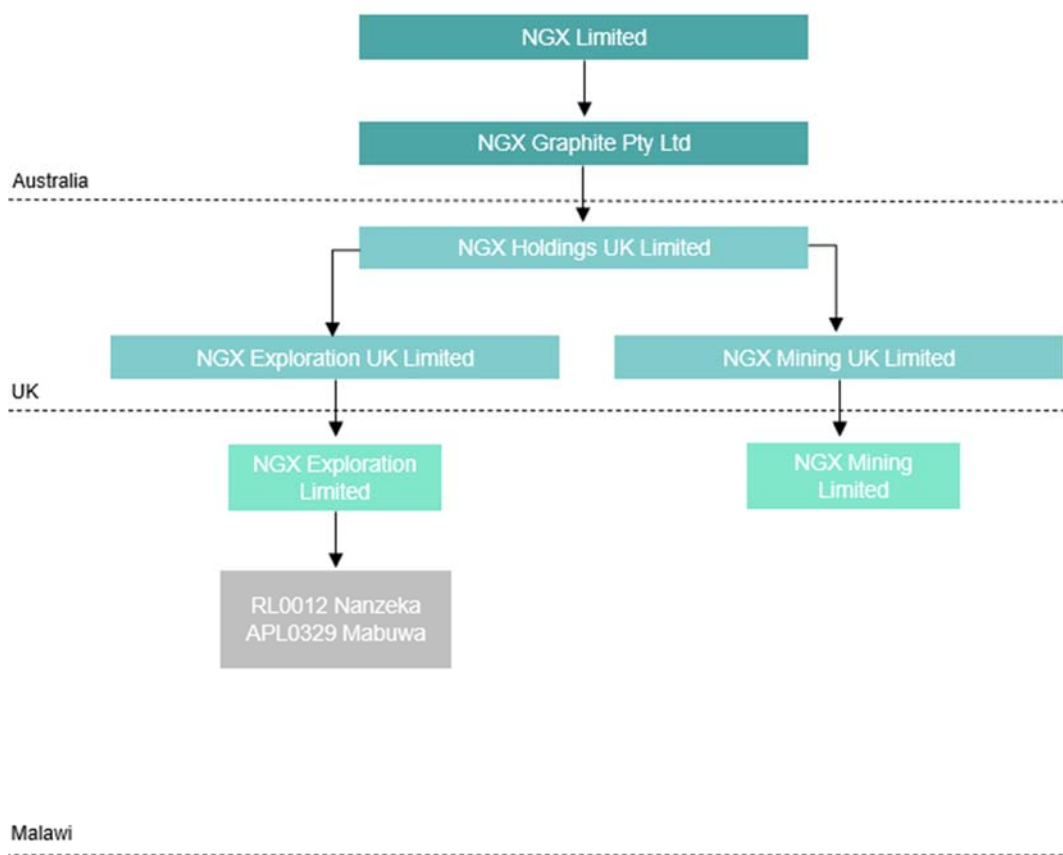 NGX Limited
NGX Graphite Pty Ltd
Australia
NGX Holdings UK Limited
NGX Exploration UK Limited
NGX Mining UK Limited
UK
NGX Exploration
Limited
NGX Mining
Limited
RL0012 Nanzeka
APL0329 Mabuwa
Malawi